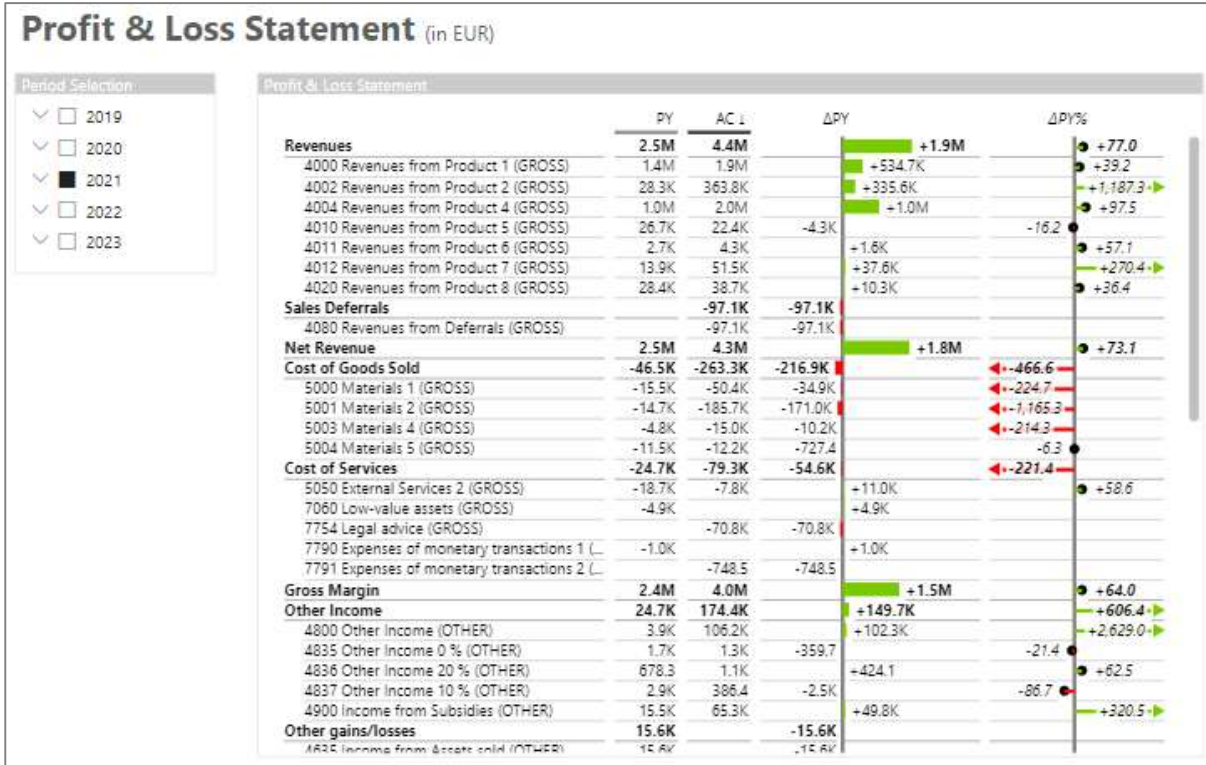 Profit & Loss Statement (in EUR)
Period Selection
2019
2020
2021
2022
2023
Profit & Loss Statement
PY AC ↓ ΔPY ΔPY%
Revenues 2.5M 4.4M +1.9M +77.0
4000 Revenues from Product 1 (GROSS) 1.4M 1.9M +534.7K +39.2
4002 Revenues from Product 2 (GROSS) 28.3K 363.8K +335.6K +1,187.3
4004 Revenues from Product 4 (GROSS) 1.0M 2.0M +1.0M +97.5
4010 Revenues from Product 5 (GROSS) 26.7K 22.4K -4.3K -16.2
4011 Revenues from Product 6 (GROSS) 2.7K 4.3K +1.6K +57.1
4012 Revenues from Product 7 (GROSS) 13.9K 51.5K +37.6K +270.4
4020 Revenues from Product 8 (GROSS) 28.4K 38.7K +10.3K +36.4
Sales Deferrals -97.1K -97.1K
4080 Revenues from Deferrals (GROSS) -97.1K -97.1K
Net Revenue 2.5M 4.3M +1.8M +73.1
Cost of Goods Sold -46.5K -263.3K -216.9K -466.6
5000 Materials 1 (GROSS) -15.5K -50.4K -34.9K -224.7
5001 Materials 2 (GROSS) -14.7K -185.7K -171.0K -1,165.3
5003 Materials 4 (GROSS) -4.8K -15.0K -10.2K -214.3
5004 Materials 5 (GROSS) -11.5K -12.2K -727.4 -6.3
Cost of Services -24.7K -79.3K -54.6K -221.4
5050 External Services 2 (GROSS) -18.7K -7.8K +11.0K +58.6
7060 Low-value assets (GROSS) -4.9K +4.9K
7754 Legal advice (GROSS) -70.8K -70.8K
7790 Expenses of monetary transactions 1 (... -1.0K +1.0K
7791 Expenses of monetary transactions 2 (... -748.5 -748.5
Gross Margin 2.4M 4.0M +1.5M +64.0
Other Income 24.7K 174.4K +149.7K +606.4
4800 Other Income (OTHER) 3.9K 106.2K +102.3K +2,629.0
4835 Other Income 0 % (OTHER) 1.7K 1.3K -359.7 -21.4
4836 Other Income 20 % (OTHER) 678.3 1.1K +424.1 +62.5
4837 Other Income 10 % (OTHER) 2.9K 386.4 -2.5K -86.7
4900 Income from Subsidies (OTHER) 15.5K 65.3K +49.8K +320.5
Other gains/losses 15.6K -15.6K
4635 Income from Assets sold (OTHER) 15.6K -15.6K